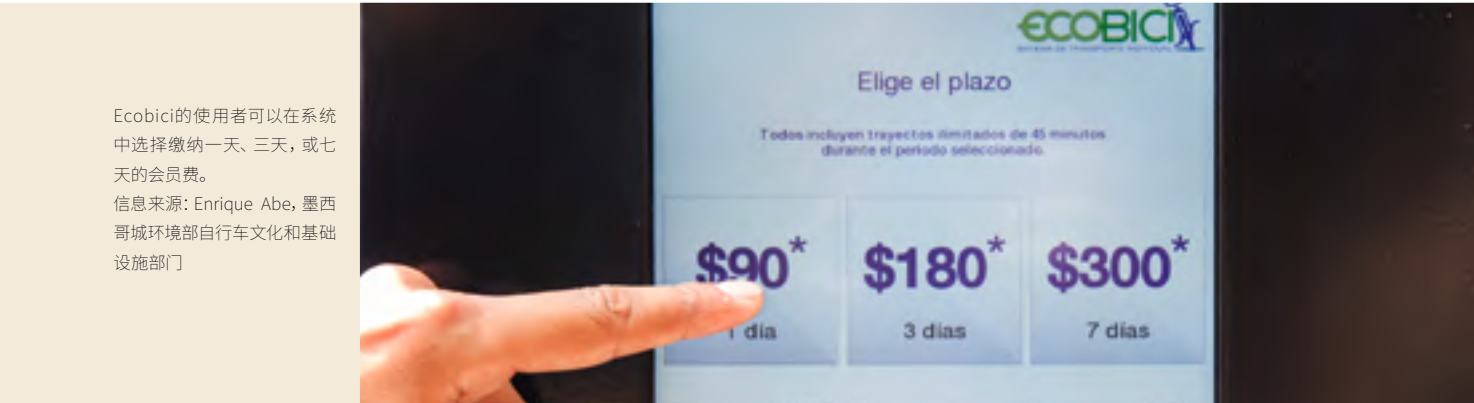 Ecobici的使用者可以在系统
中选择缴纳一天、三天，或七
天的会员费。
信息来源：Enrique Abe，墨西
哥城环境部自行车文化和基础
设施部门
ECOBICI
Elige el plazo
Todos incluyen trayectos ilimitados de 45 minutos
durante el periodo seleccionado.
$90* $180* $300*
1 día 3 días 7 días